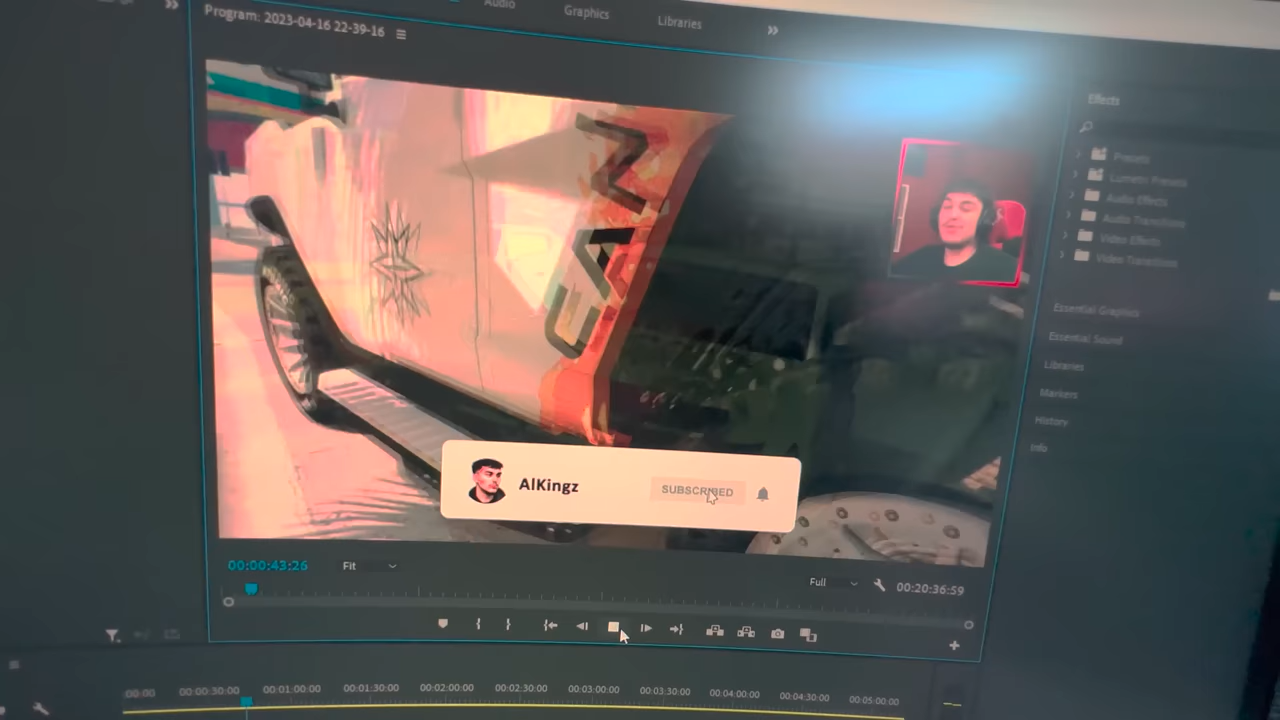 Audio
Graphics
Libraries
Program: 2023-04-16 22-39-16
Effects
Presets
Lumetri Presets
Audio Effects
Audio Transitions
Video Effects
Video Transitions
Essential Graphics
Essential Sound
Libraries
Markers
History
Info
AlKingz
SUBSCRIBED
00:00:43:26
Fit
Full
00:20:36:59
:00:00
00:00:30:00
00:01:00:00
00:01:30:00
00:02:00:00
00:02:30:00
00:03:00:00
00:03:30:00
00:04:00:00
00:04:30:00
00:05:00:00